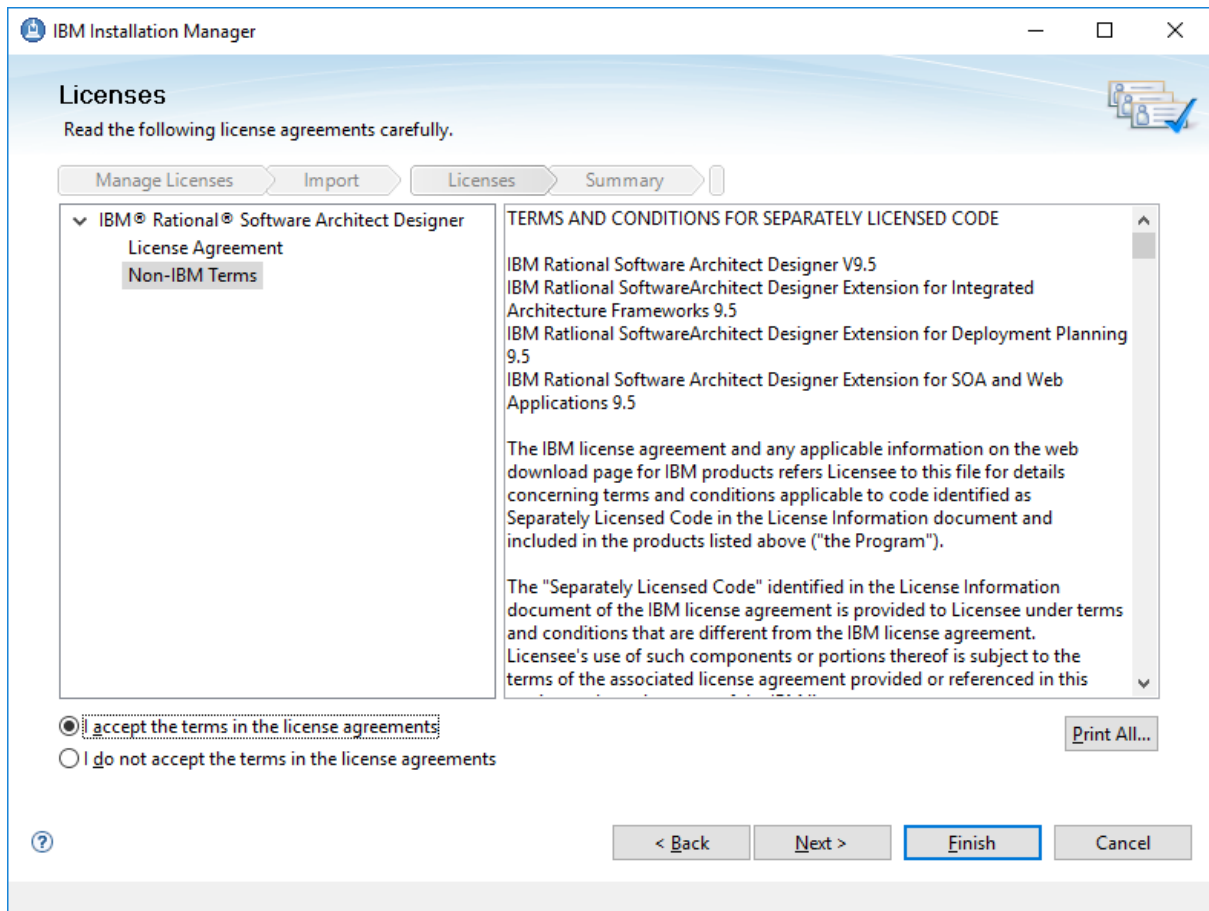 IBM Installation Manager
Licenses
Read the following license agreements carefully.
Manage Licenses
Import
Licenses
Summary
IBM® Rational® Software Architect Designer
License Agreement
Non-IBM Terms
TERMS AND CONDITIONS FOR SEPARATELY LICENSED CODE
IBM Rational Software Architect Designer V9.5
IBM Ratlional SoftwareArchitect Designer Extension for Integrated
Architecture Frameworks 9.5
IBM Ratlional SoftwareArchitect Designer Extension for Deployment Planning
9.5
IBM Rational Software Architect Designer Extension for SOA and Web
Applications 9.5
The IBM license agreement and any applicable information on the web
download page for IBM products refers Licensee to this file for details
concerning terms and conditions applicable to code identified as
Separately Licensed Code in the License Information document and
included in the products listed above ("the Program").
The "Separately Licensed Code" identified in the License Information
document of the IBM license agreement is provided to Licensee under terms
and conditions that are different from the IBM license agreement.
Licensee's use of such components or portions thereof is subject to the
terms of the associated license agreement provided or referenced in this
I accept the terms in the license agreements
I do not accept the terms in the license agreements
Print All...
< Back
Next >
Finish
Cancel